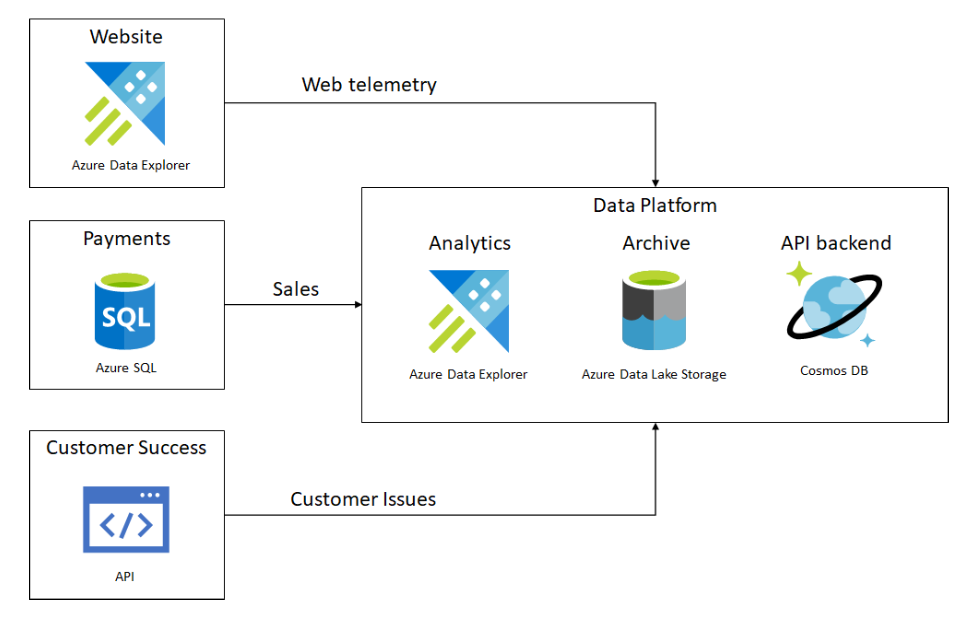 Website
Azure Data Explorer
Web telemetry
Payments
SQL
Azure SQL
Sales
Data Platform
Analytics
Azure Data Explorer
Archive
Azure Data Lake Storage
API backend
Cosmos DB
Customer Success
</>
API
Customer Issues